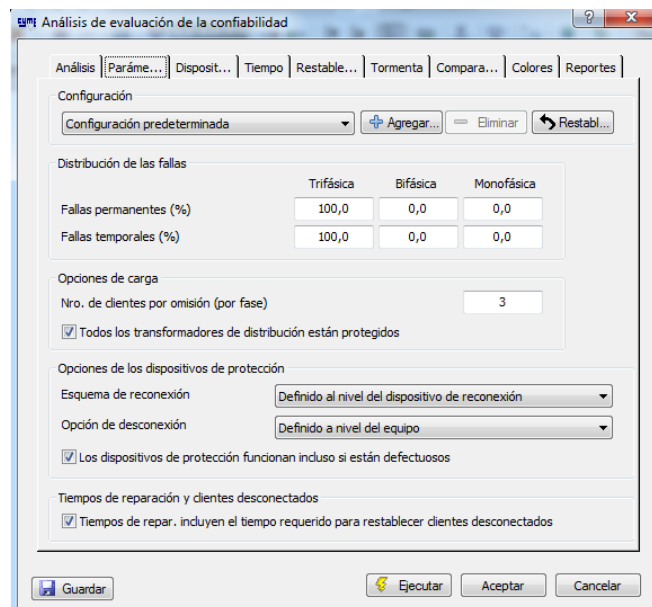 Análisis de evaluación de la confiabilidad
Análisis Paráme... Disposit... Tiempo Restable... Tormenta Compara... Colores Reportes
Configuración
Configuración predeterminada Agregar... Eliminar Restabl...
Distribución de las fallas
Trifásica Bifásica Monofásica
Fallas permanentes (%) 100,0 0,0 0,0
Fallas temporales (%) 100,0 0,0 0,0
Opciones de carga
Nro. de clientes por omisión (por fase) 3
Todos los transformadores de distribución están protegidos
Opciones de los dispositivos de protección
Esquema de reconexión Definido al nivel del dispositivo de reconexión
Opción de desconexión Definido a nivel del equipo
Los dispositivos de protección funcionan incluso si están defectuosos
Tiempos de reparación y clientes desconectados
Tiempos de repar. incluyen el tiempo requerido para restablecer clientes desconectados
Guardar Ejecutar Aceptar Cancelar